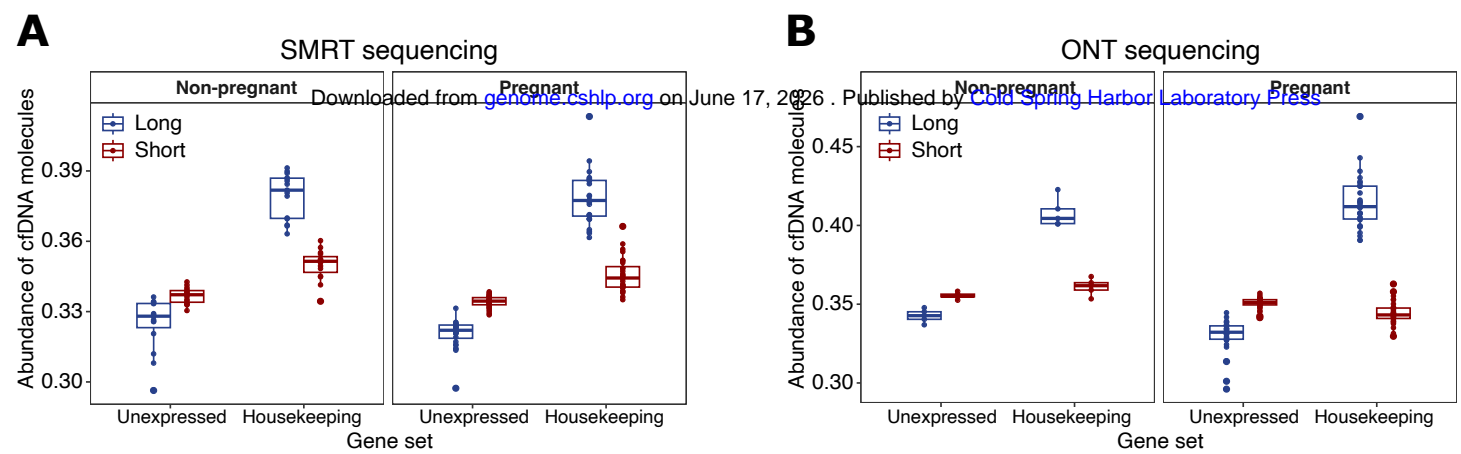 A
SMRT sequencing
Non-pregnant
Pregnant
Long
Short
0.39
0.36
0.33
0.30
Abundance of cfDNA molecules
Unexpressed Housekeeping
Unexpressed Housekeeping
Gene set
Downloaded from genome.cshlp.org on June 17, 2026 . Published by Cold Spring Harbor Laboratory Press
B
ONT sequencing
Non-pregnant
Pregnant
Long
Short
0.45
0.40
0.35
0.30
Abundance of cfDNA molecules
Unexpressed Housekeeping
Unexpressed Housekeeping
Gene set